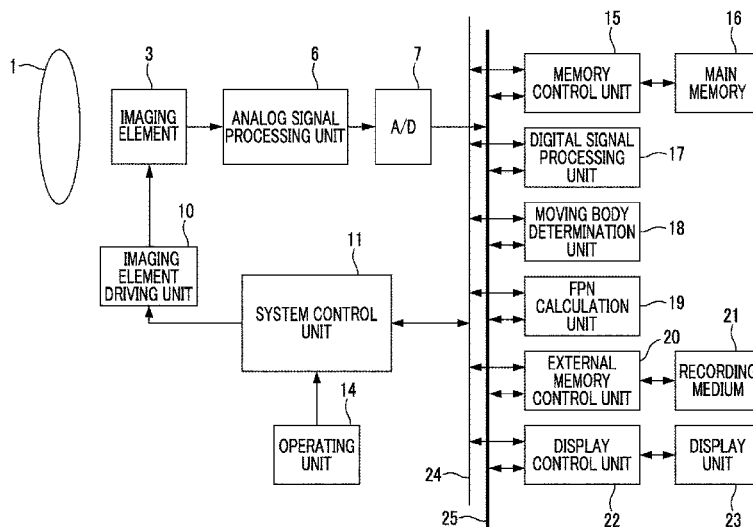 1
3
IMAGING
ELEMENT
6
ANALOG SIGNAL
PROCESSING UNIT
7
A/D
15
MEMORY
CONTROL UNIT
16
MAIN
MEMORY
DIGITAL SIGNAL
PROCESSING
UNIT
17
MOVING BODY
DETERMINATION
UNIT
18
10
IMAGING
ELEMENT
DRIVING UNIT
11
SYSTEM CONTROL
UNIT
FPN
CALCULATION
UNIT
19
20
EXTERNAL
MEMORY
CONTROL UNIT
21
RECORDING
MEDIUM
14
OPERATING
UNIT
DISPLAY
CONTROL UNIT
22
DISPLAY
UNIT
23
24
25